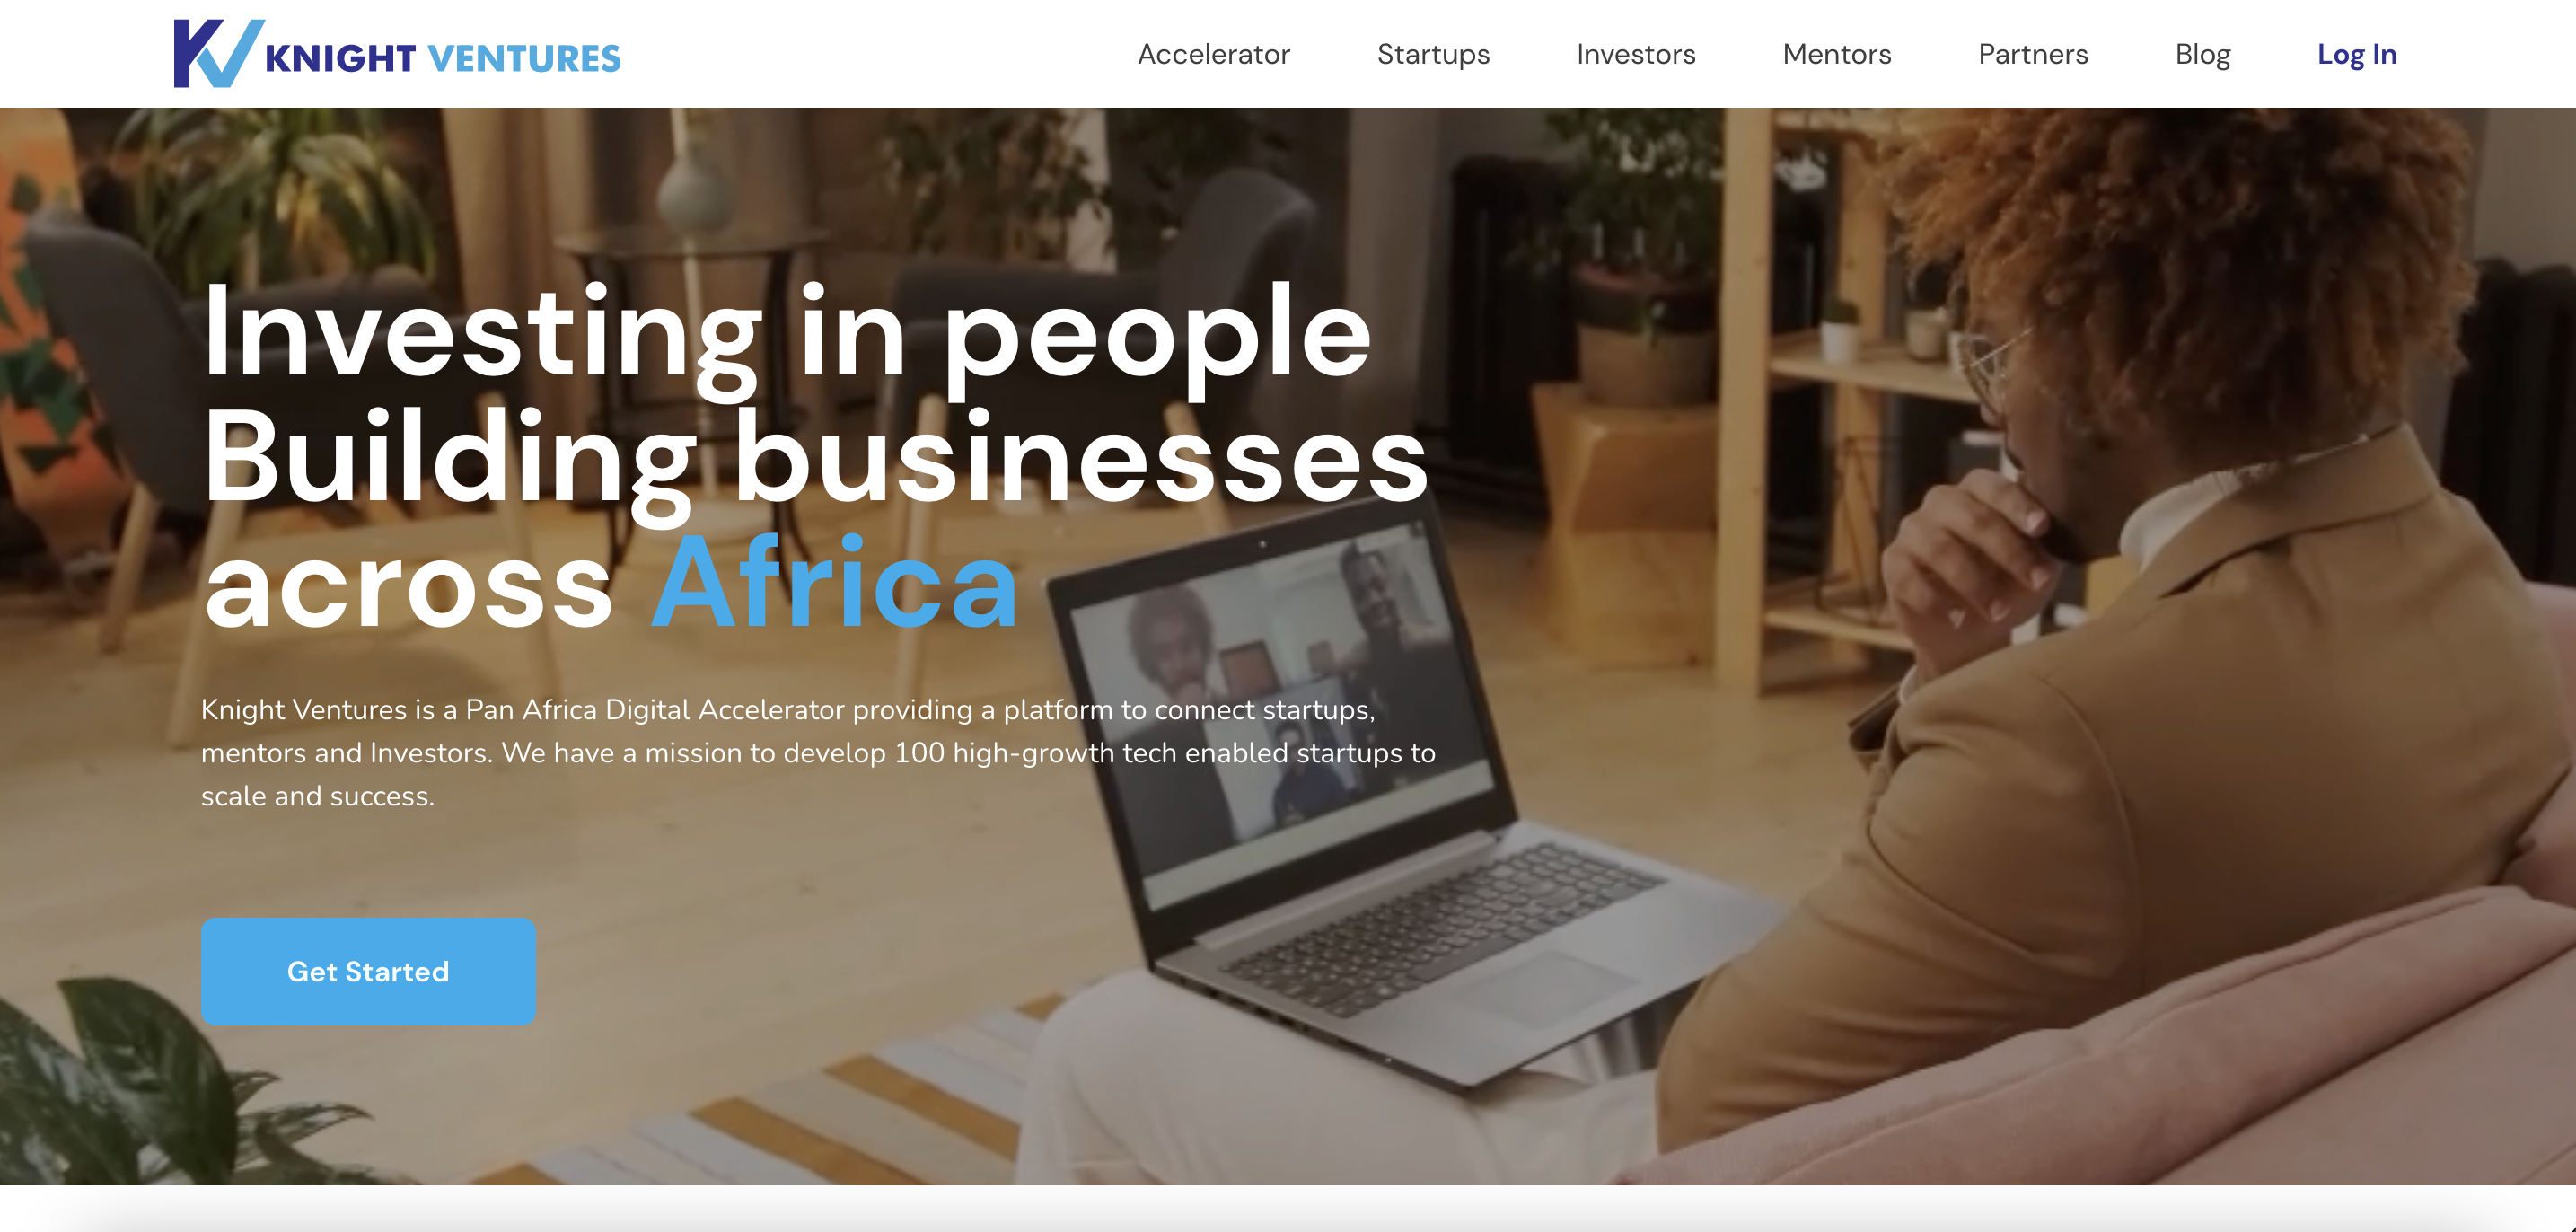 KNIGHT VENTURES
Accelerator
Startups
Investors
Mentors
Partners
Blog
Log In
Investing in people
Building businesses
across Africa
Knight Ventures is a Pan Africa Digital Accelerator providing a platform to connect startups,
mentors and Investors. We have a mission to develop 100 high-growth tech enabled startups to
scale and success.
Get Started